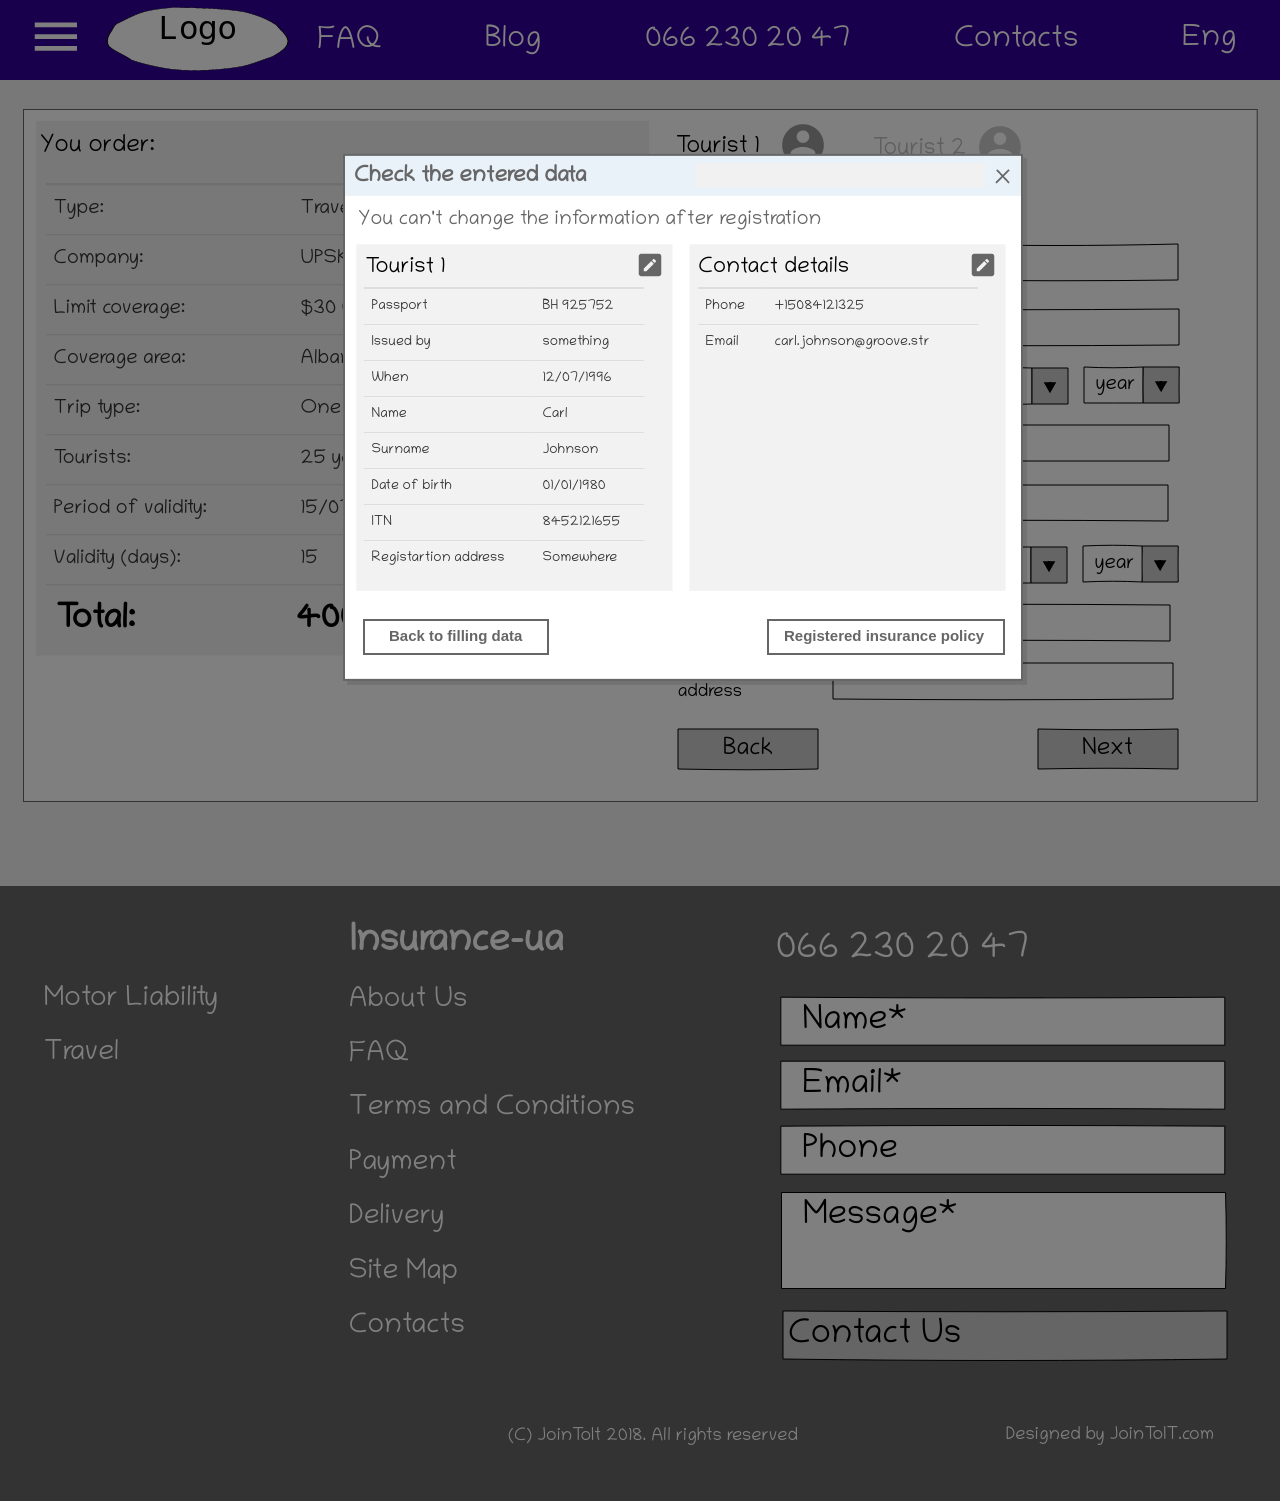 Logo
FAQ
Blog
066 230 20 47
Contacts
Eng
You order:
Tourist 1
Tourist 2
Type:
Company:
Limit coverage:
$30
Coverage area:
Trip type:
One
Tourists:
25
Period of validity:
Validity (days):
15
Total:
Check the entered data
You can't change the information after registration
Tourist 1
Passport BH 925752
Issued by something
When 12/07/1996
Name Carl
Surname Johnson
Date of birth 01/01/1980
ITN 8452121655
Registartion address Somewhere
Contact details
Phone +15084121325
Email carl.johnson@groove.str
Back to filling data
Registered insurance policy
year
year
address
Back
Next
Motor Liability
Travel
Insurance-ua
About Us
FAQ
Terms and Conditions
Payment
Delivery
Site Map
Contacts
066 230 20 47
Name*
Email*
Phone
Message*
Contact Us
(C) JoinToIt 2018. All rights reserved
Designed by JoinToIT.com